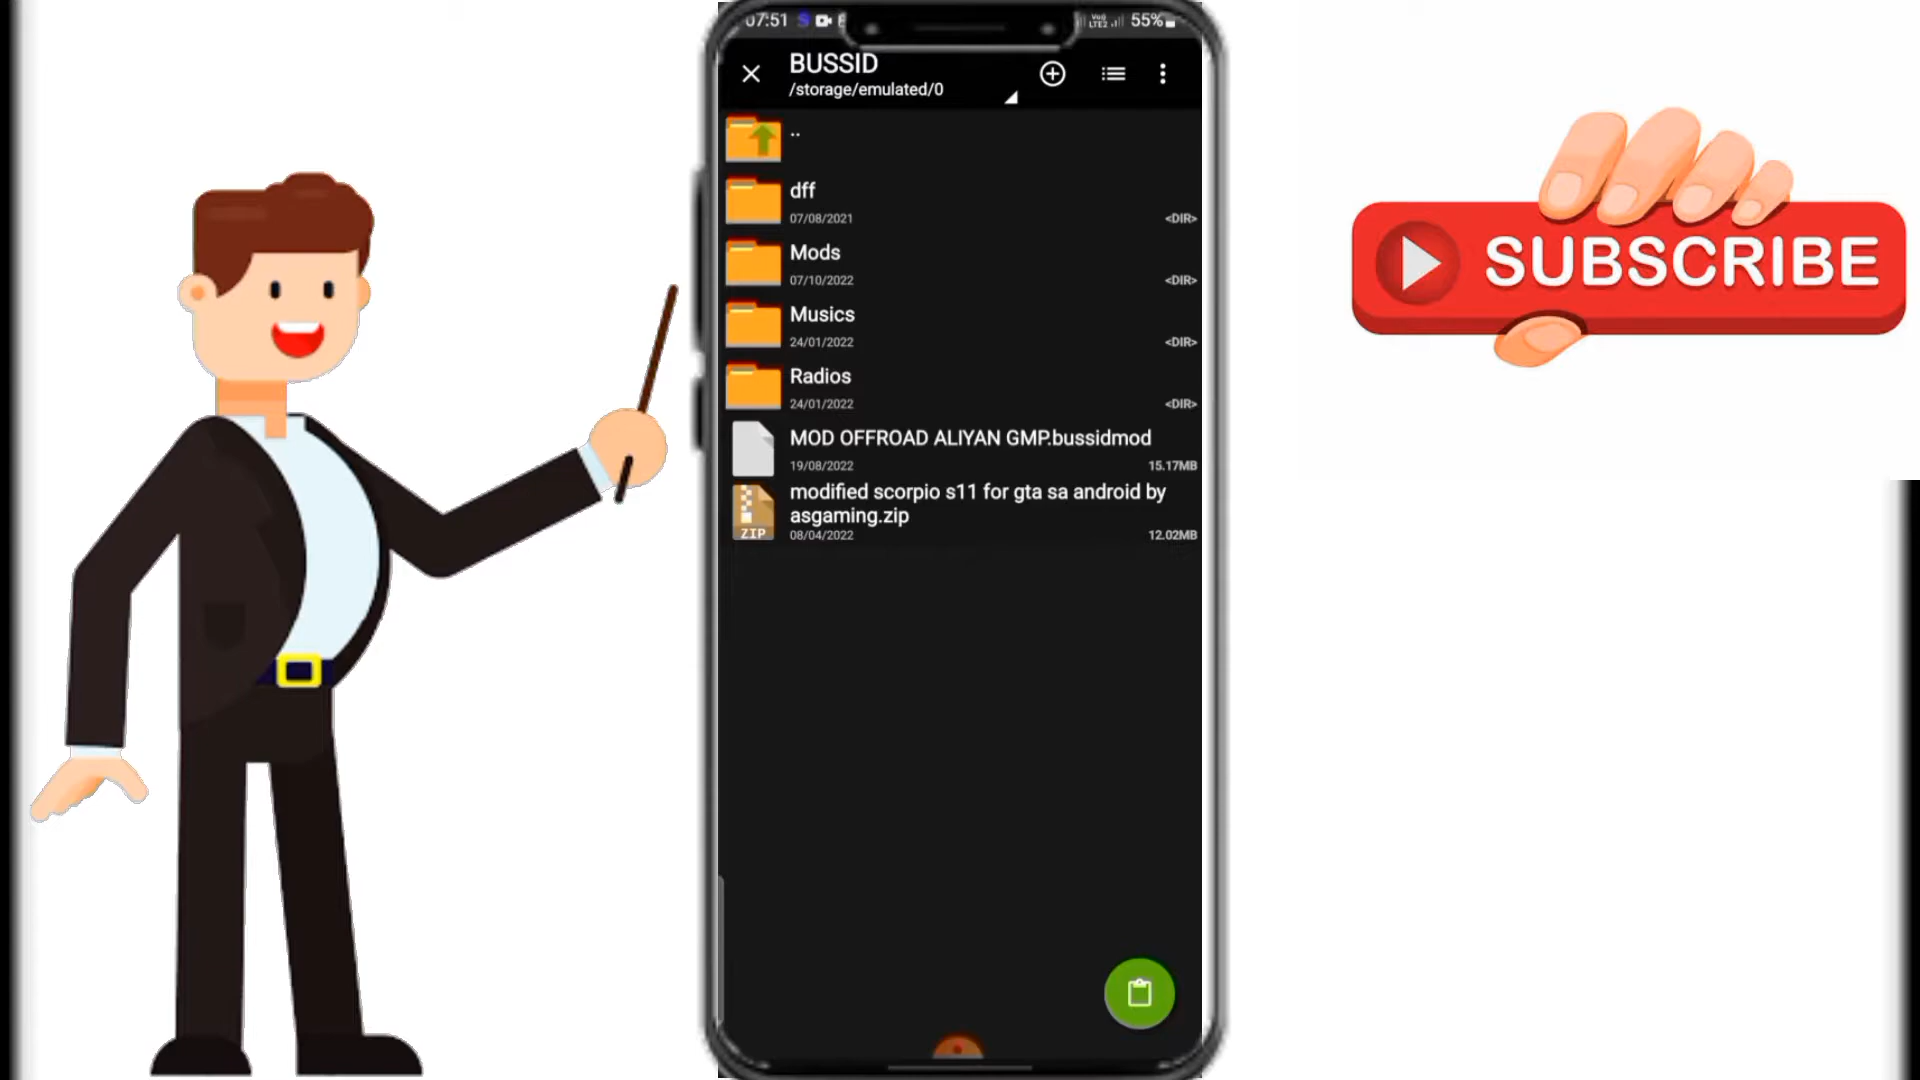 07:51
55%
BUSSID
/storage/emulated/0
..
dff
07/08/2021 <DIR>
Mods
07/10/2022 <DIR>
Musics
24/01/2022 <DIR>
Radios
24/01/2022 <DIR>
MOD OFFROAD ALIYAN GMP.bussidmod
19/08/2022 15.17MB
modified scorpio s11 for gta sa android by
asgaming.zip
ZIP
08/04/2022 12.02MB
SUBSCRIBE